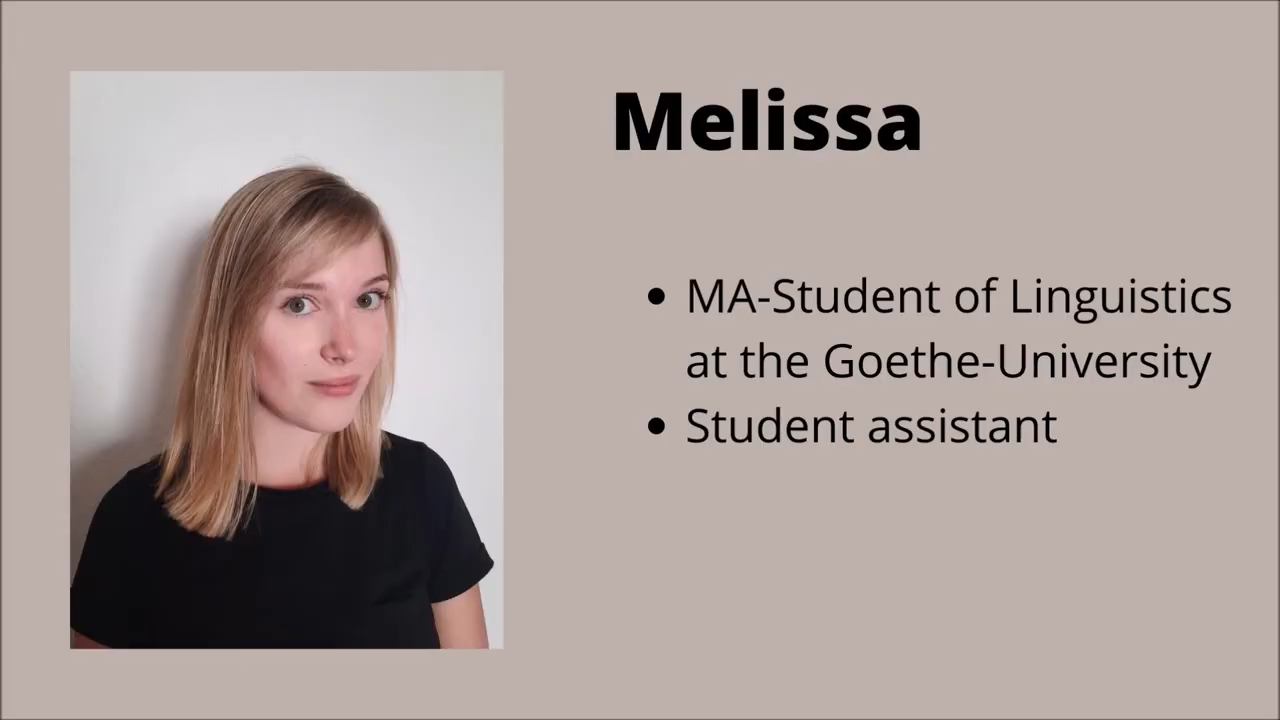 Melissa
• MA-Student of Linguistics
at the Goethe-University
• Student assistant